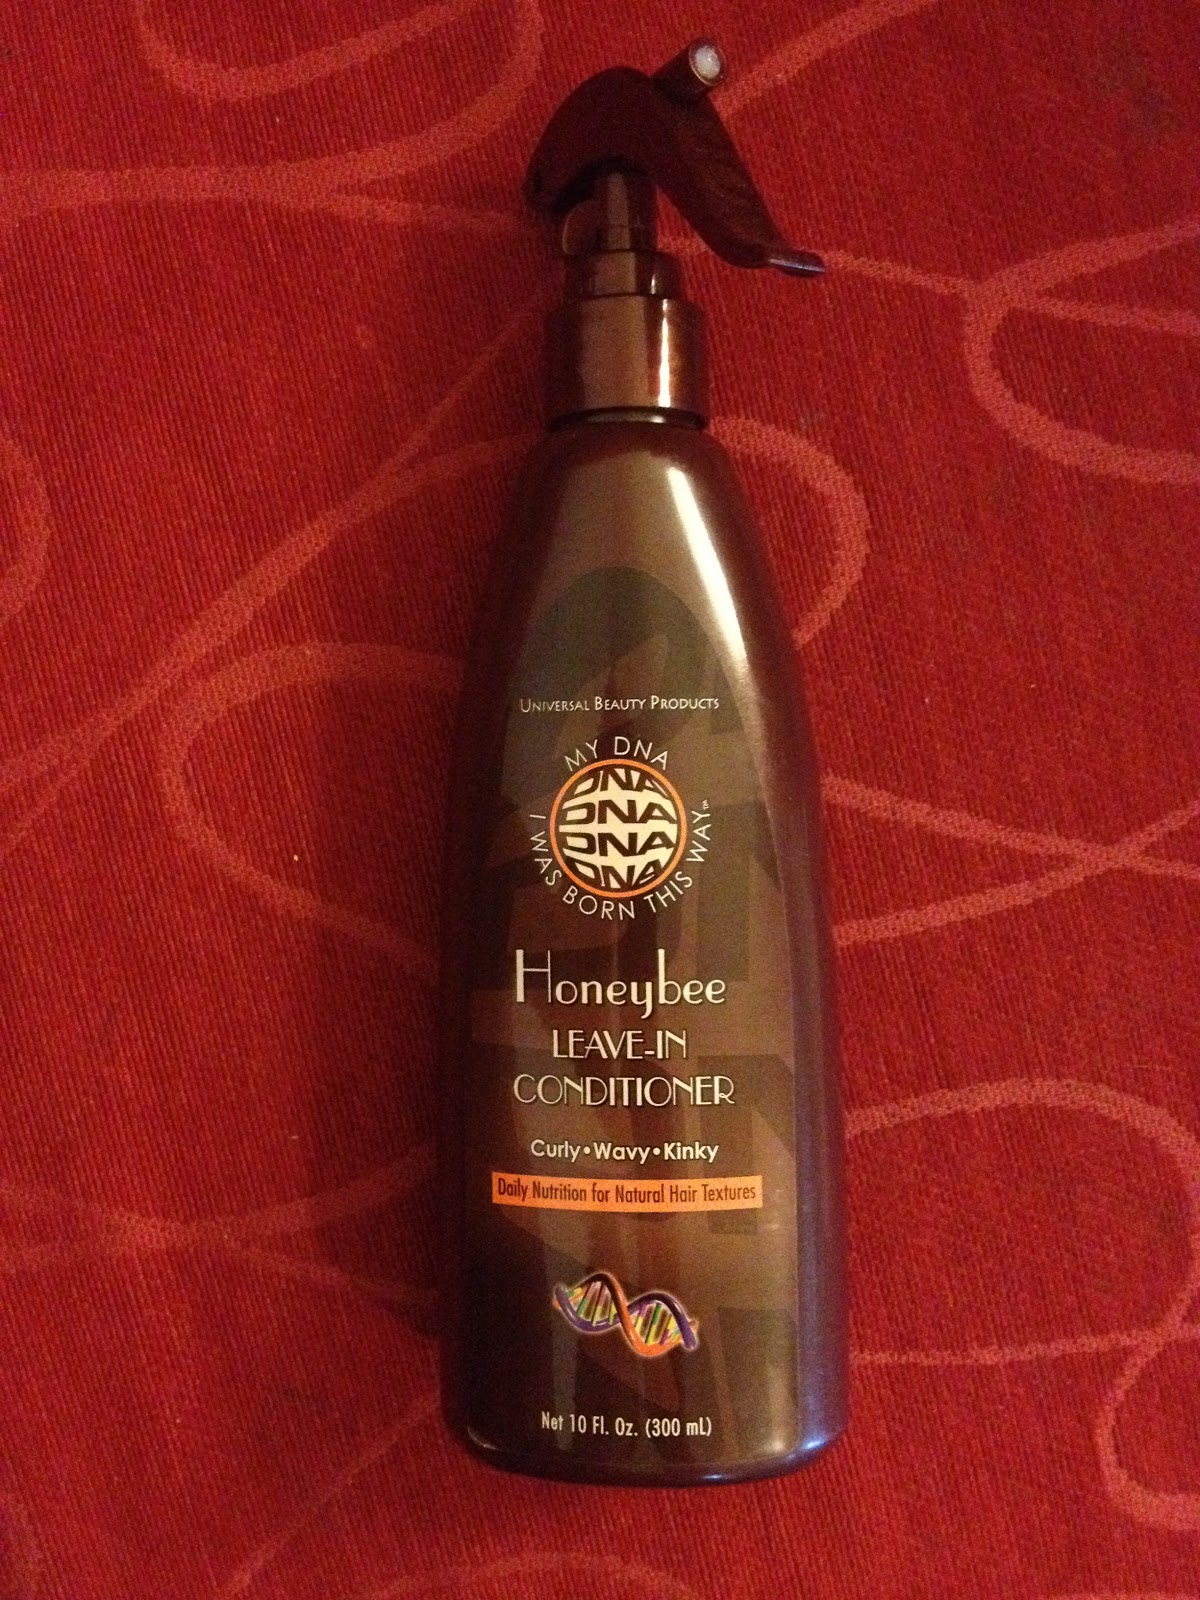 UNIVERSAL BEAUTY PRODUCTS
MY DNA
DNA
DNA
DNA
DNA
I WAS BORN THIS WAY™
Honeybee
LEAVE-IN
CONDITIONER
Curly•Wavy•Kinky
Daily Nutrition for Natural Hair Textures
Net 10 Fl. Oz. (300 mL)